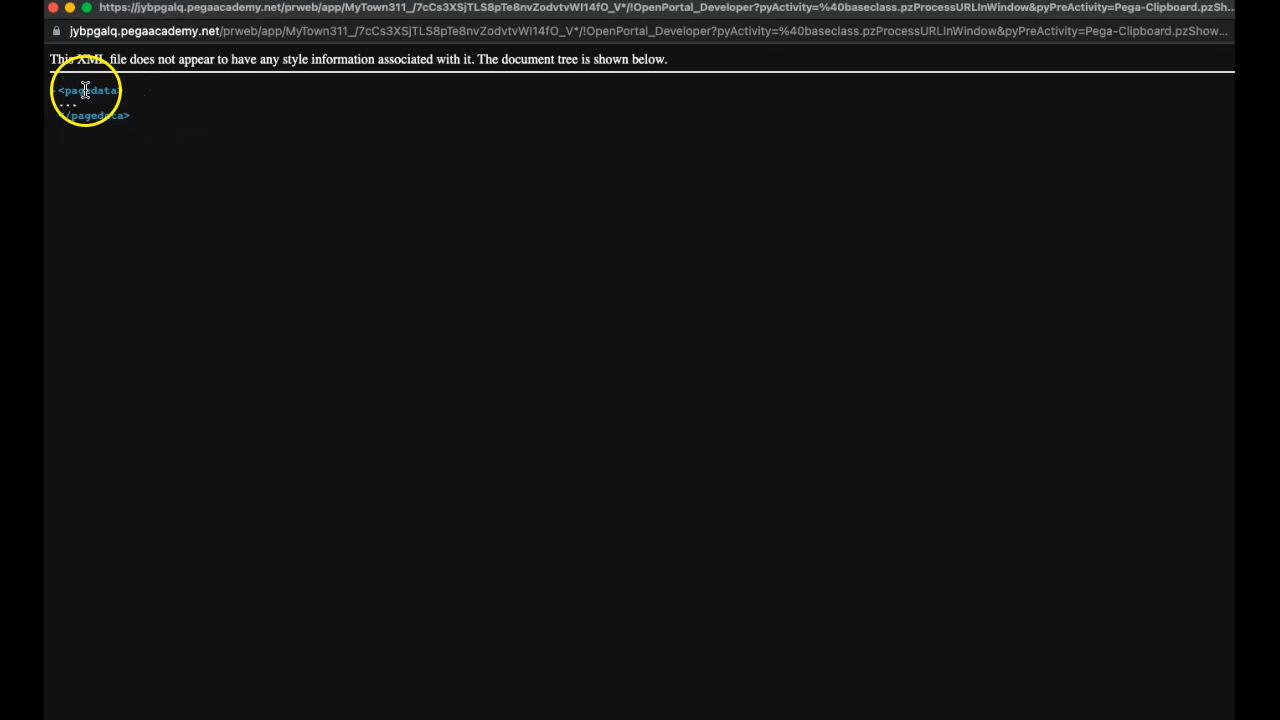 https://jybpgalq.pegaacademy.net/prweb/app/MyTown311_/7cCs3XSjTLS8pTe8nvZodvtvWI14fO_V*/!OpenPortal_Developer?pyActivity=%40baseclass.pzProcessURLInWindow&pyPreActivity=Pega-Clipboard.pzSh...
jybpgalq.pegaacademy.net/prweb/app/MyTown311_/7cCs3XSjTLS8pTe8nvZodvtvWI14fO_V*/!OpenPortal_Developer?pyActivity=%40baseclass.pzProcessURLInWindow&pyPreActivity=Pega-Clipboard.pzShow...
This XML file does not appear to have any style information associated with it. The document tree is shown below.
<pagedata>
...
</pagedata>